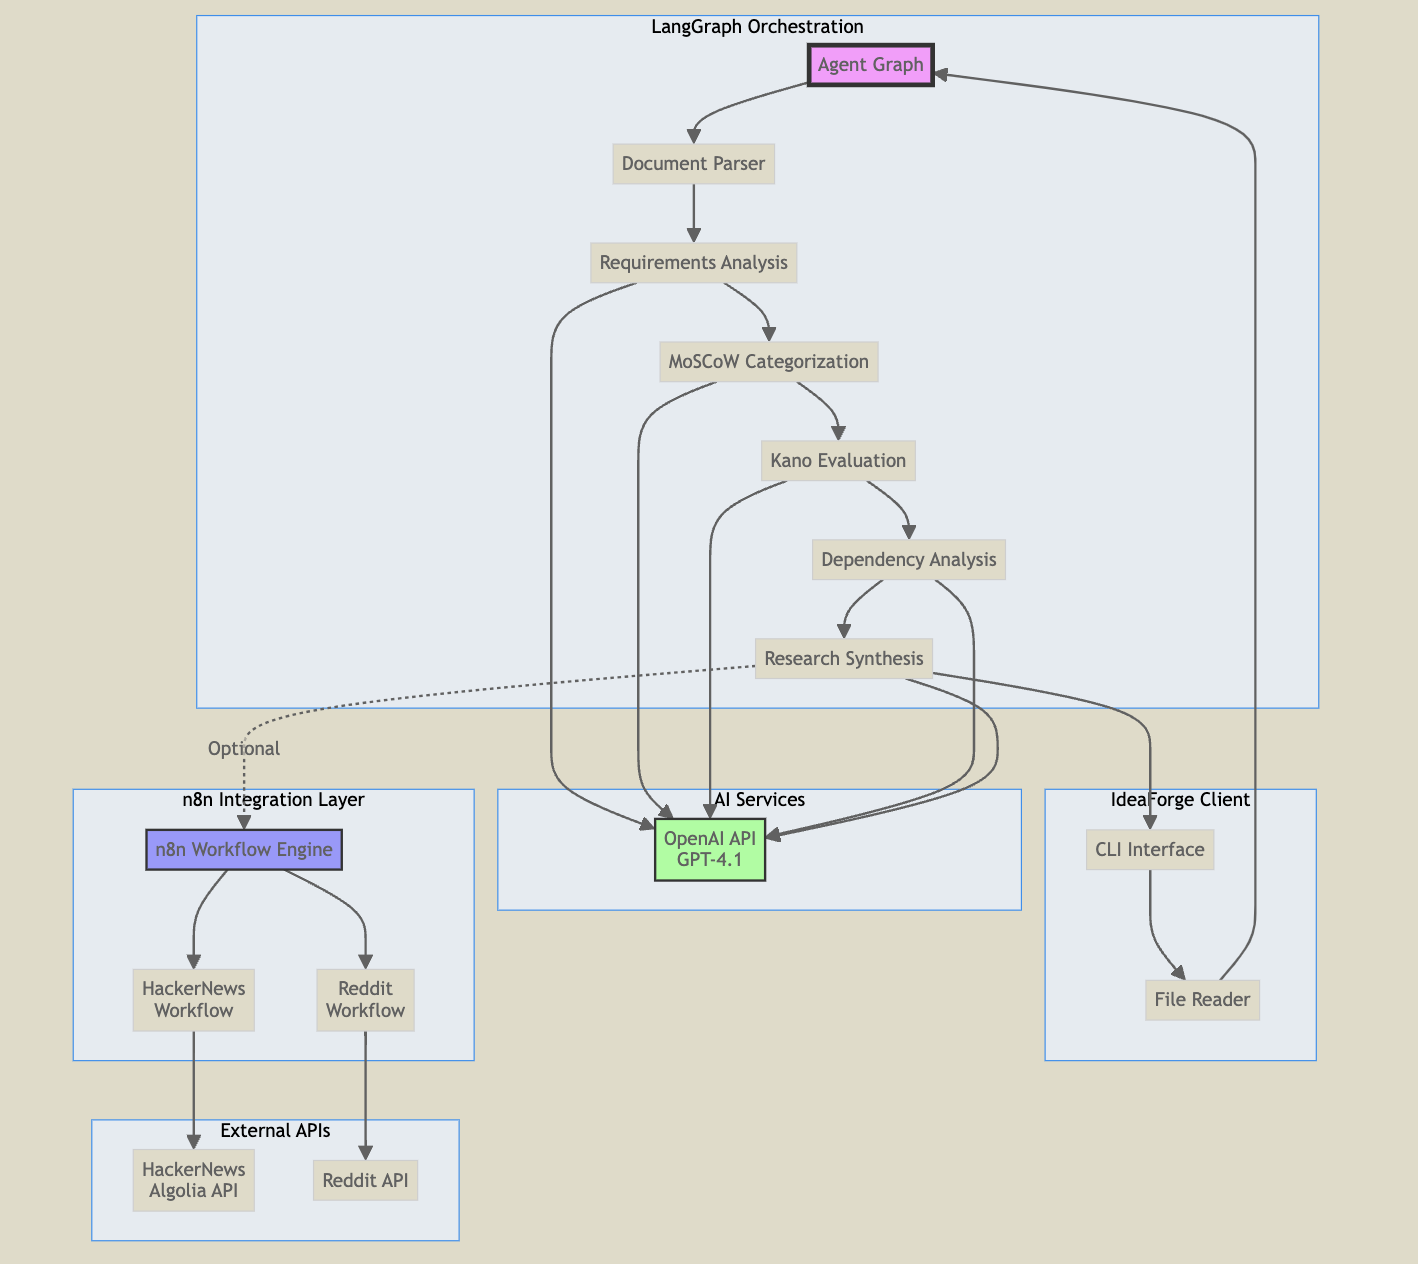 LangGraph Orchestration
Agent Graph
Document Parser
Requirements Analysis
MoSCoW Categorization
Kano Evaluation
Dependency Analysis
Research Synthesis
Optional
n8n Integration Layer
n8n Workflow Engine
HackerNews
Workflow
Reddit
Workflow
AI Services
OpenAI API
GPT-4.1
IdeaForge Client
CLI Interface
File Reader
External APIs
HackerNews
Algolia API
Reddit API